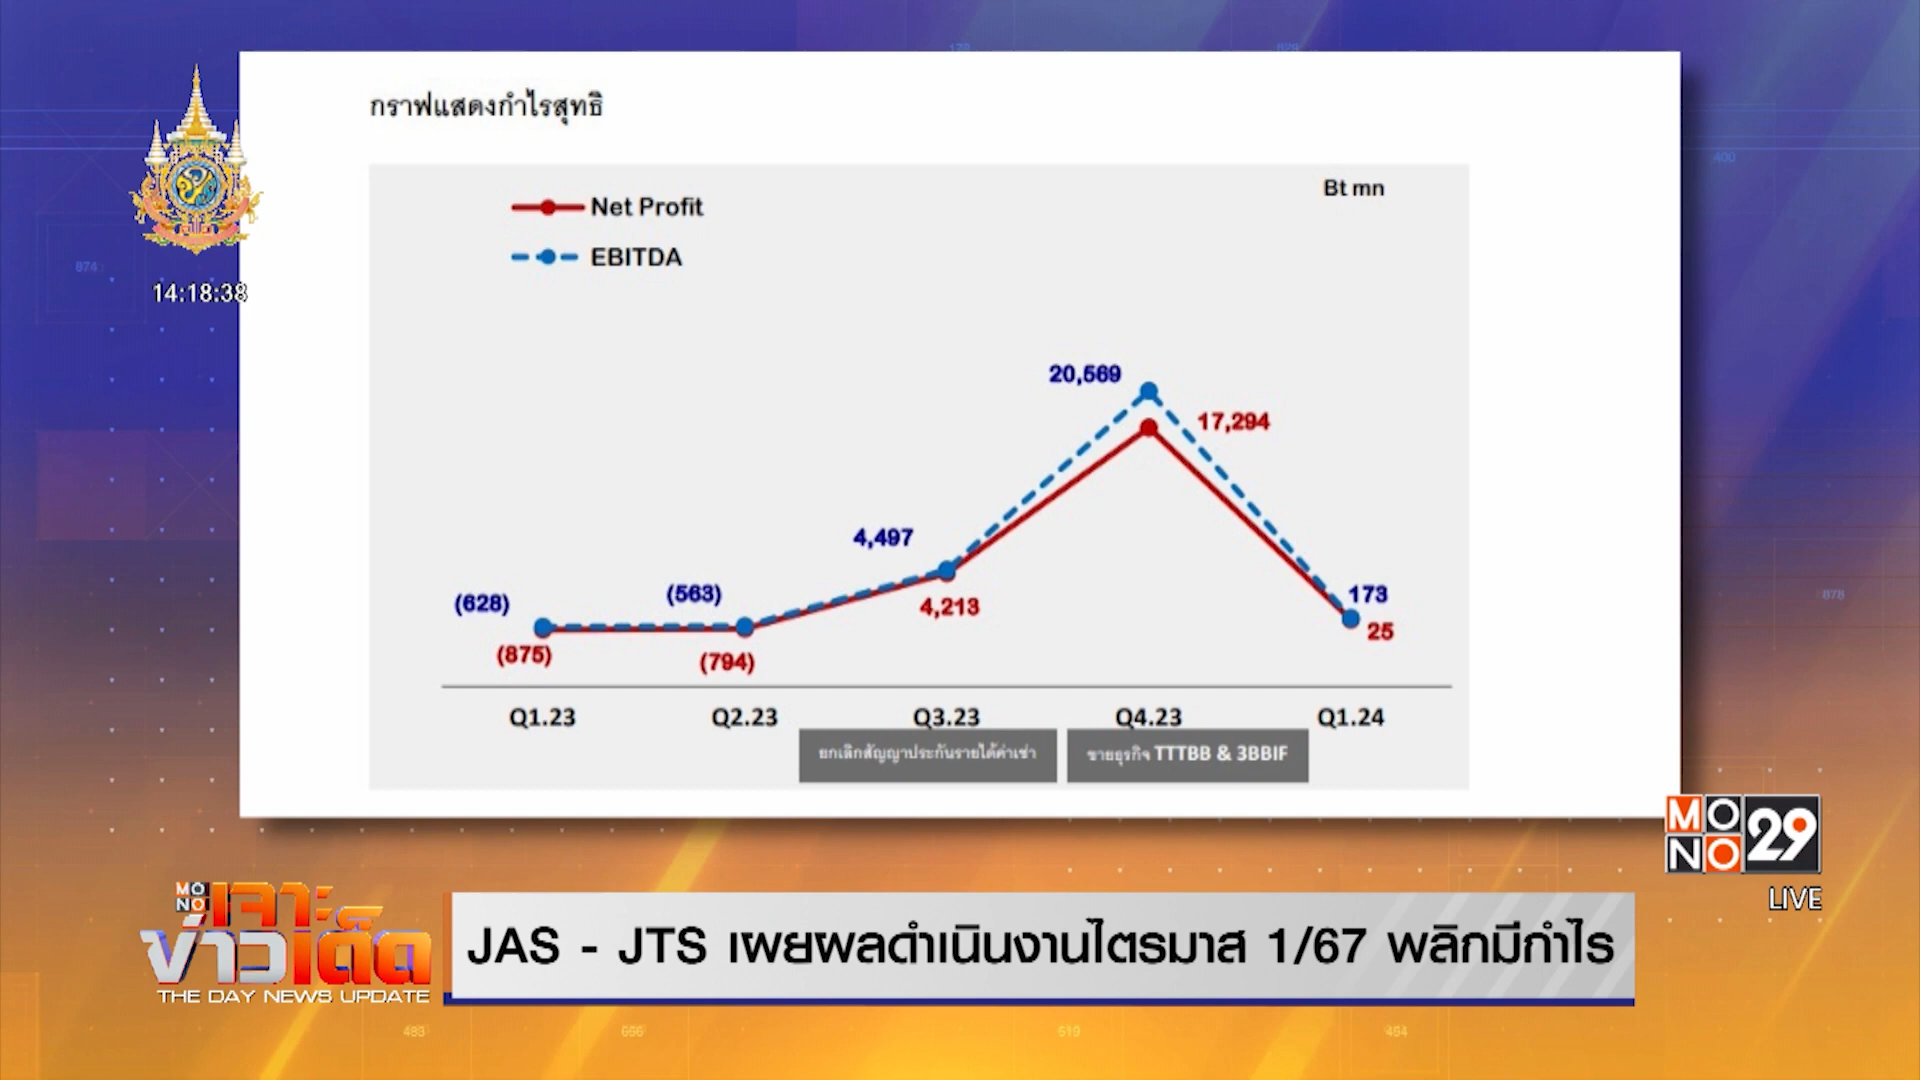 กราฟแสดงกำไรสุทธิ
Bt mn
Net Profit
EBITDA
14:18:38
20,569
17,294
4,497
4,213
(628)
(563)
(875)
(794)
173
25
Q1.23 Q2.23 Q3.23 Q4.23 Q1.24
ยกเลิกสัญญาประกันรายได้ค่าเช่า
ขายธุรกิจ TTTBB & 3BBIF
MONO 29
LIVE
MONO เจาะ
ข่าวเด็ด
THE DAY NEWS UPDATE
JAS - JTS เผยผลดำเนินงานไตรมาส 1/67 พลิกมีกำไร